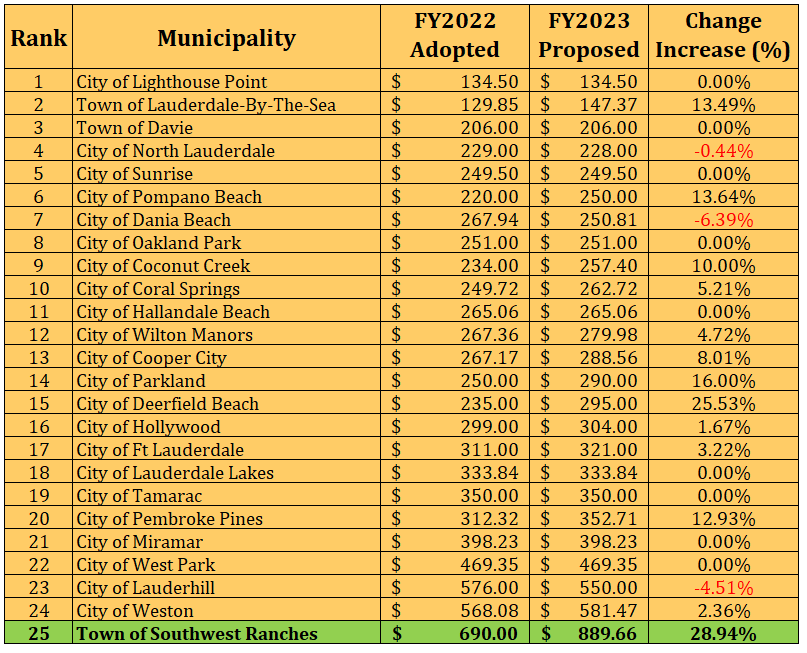 Rank Municipality FY2022 Adopted FY2023 Proposed Change Increase (%)
1 City of Lighthouse Point $ 134.50 $ 134.50 0.00%
2 Town of Lauderdale-By-The-Sea $ 129.85 $ 147.37 13.49%
3 Town of Davie $ 206.00 $ 206.00 0.00%
4 City of North Lauderdale $ 229.00 $ 228.00 -0.44%
5 City of Sunrise $ 249.50 $ 249.50 0.00%
6 City of Pompano Beach $ 220.00 $ 250.00 13.64%
7 City of Dania Beach $ 267.94 $ 250.81 -6.39%
8 City of Oakland Park $ 251.00 $ 251.00 0.00%
9 City of Coconut Creek $ 234.00 $ 257.40 10.00%
10 City of Coral Springs $ 249.72 $ 262.72 5.21%
11 City of Hallandale Beach $ 265.06 $ 265.06 0.00%
12 City of Wilton Manors $ 267.36 $ 279.98 4.72%
13 City of Cooper City $ 267.17 $ 288.56 8.01%
14 City of Parkland $ 250.00 $ 290.00 16.00%
15 City of Deerfield Beach $ 235.00 $ 295.00 25.53%
16 City of Hollywood $ 299.00 $ 304.00 1.67%
17 City of Ft Lauderdale $ 311.00 $ 321.00 3.22%
18 City of Lauderdale Lakes $ 333.84 $ 333.84 0.00%
19 City of Tamarac $ 350.00 $ 350.00 0.00%
20 City of Pembroke Pines $ 312.32 $ 352.71 12.93%
21 City of Miramar $ 398.23 $ 398.23 0.00%
22 City of West Park $ 469.35 $ 469.35 0.00%
23 City of Lauderhill $ 576.00 $ 550.00 -4.51%
24 City of Weston $ 568.08 $ 581.47 2.36%
25 Town of Southwest Ranches $ 690.00 $ 889.66 28.94%